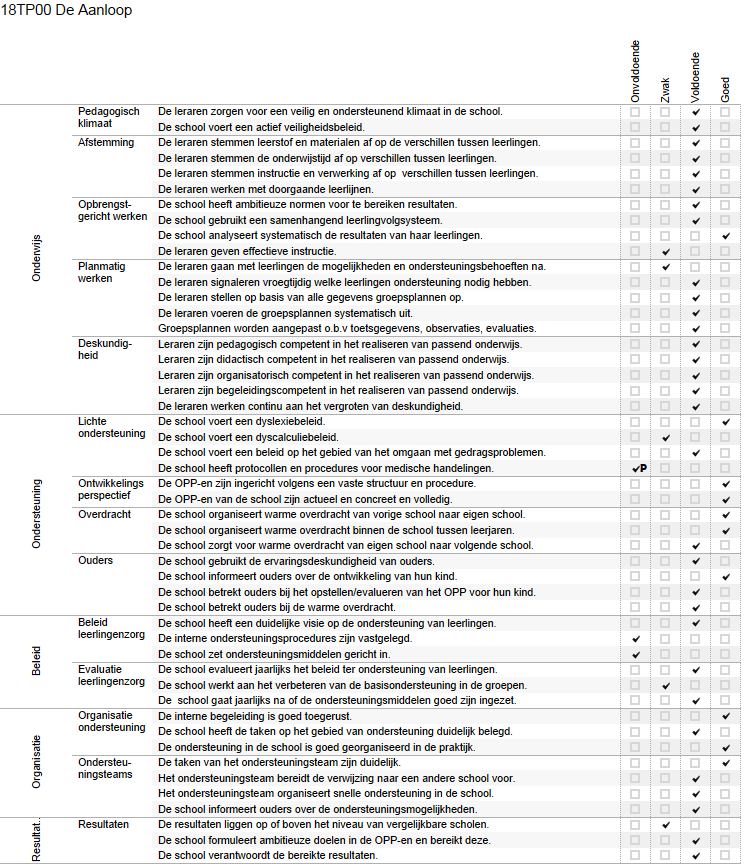 18TP00 De Aanloop
Onvoldoende
Zwak
Voldoende
Goed
Onderwijs
Pedagogisch klimaat
De leraren zorgen voor een veilig en ondersteunend klimaat in de school.
De school voert een actief veiligheidsbeleid.
Afstemming
De leraren stemmen leerstof en materialen af op de verschillen tussen leerlingen.
De leraren stemmen de onderwijstijd af op verschillen tussen leerlingen.
De leraren stemmen instructie en verwerking af op verschillen tussen leerlingen.
De leraren werken met doorgaande leerlijnen.
Opbrengst-
gericht werken
De school heeft ambitieuze normen voor te bereiken resultaten.
De school gebruikt een samenhangend leerlingvolgsysteem.
De school analyseert systematisch de resultaten van haar leerlingen.
De leraren geven effectieve instructie.
Planmatig
werken
De leraren gaan met leerlingen de mogelijkheden en ondersteuningsbehoeften na.
De leraren signaleren vroegtijdig welke leerlingen ondersteuning nodig hebben.
De leraren stellen op basis van alle gegevens groepsplannen op.
De leraren voeren de groepsplannen systematisch uit.
Groepsplannen worden aangepast o.b.v toetsgegevens, observaties, evaluaties.
Deskundig-
heid
Leraren zijn pedagogisch competent in het realiseren van passend onderwijs.
Leraren zijn didactisch competent in het realiseren van passend onderwijs.
Leraren zijn organisatorisch competent in het realiseren van passend onderwijs.
Leraren zijn begeleidingscompetent in het realiseren van passend onderwijs.
De leraren werken continu aan het vergroten van deskundigheid.
Ondersteuning
Lichte
ondersteuning
De school voert een dyslexiebeleid.
De school voert een dyscalculiebeleid.
De school voert een beleid op het gebied van het omgaan met gedragsproblemen.
De school heeft protocollen en procedures voor medische handelingen.
P
Ontwikkelings
perspectief
De OPP-en zijn ingericht volgens een vaste structuur en procedure.
De OPP-en van de school zijn actueel en concreet en volledig.
Overdracht
De school organiseert warme overdracht van vorige school naar eigen school.
De school organiseert warme overdracht binnen de school tussen leerjaren.
De school zorgt voor warme overdracht van eigen school naar volgende school.
Ouders
De school gebruikt de ervaringsdeskundigheid van ouders.
De school informeert ouders over de ontwikkeling van hun kind.
De school betrekt ouders bij het opstellen/evalueren van het OPP voor hun kind.
De school betrekt ouders bij de warme overdracht.
Beleid
Beleid
leerlingenzorg
De school heeft een duidelijke visie op de ondersteuning van leerlingen.
De interne ondersteuningsprocedures zijn vastgelegd.
De school zet ondersteuningsmiddelen gericht in.
Evaluatie
leerlingenzorg
De school evalueert jaarlijks het beleid ter ondersteuning van leerlingen.
De school werkt aan het verbeteren van de basisondersteuning in de groepen.
De school gaat jaarlijks na of de ondersteuningsmiddelen goed zijn ingezet.
Organisatie
Organisatie
ondersteuning
De interne begeleiding is goed toegerust.
De school heeft de taken op het gebied van ondersteuning duidelijk belegd.
De ondersteuning in de school is goed georganiseerd in de praktijk.
Ondersteu-
ningsteams
De taken van het ondersteuningsteam zijn duidelijk.
Het ondersteuningsteam bereidt de verwijzing naar een andere school voor.
Het ondersteuningsteam organiseert snelle ondersteuning in de school.
De school informeert ouders over de ondersteuningsmogelijkheden.
Resultat..
Resultaten
De resultaten liggen op of boven het niveau van vergelijkbare scholen.
De school formuleert ambitieuze doelen in de OPP-en en bereikt deze.
De school verantwoordt de bereikte resultaten.